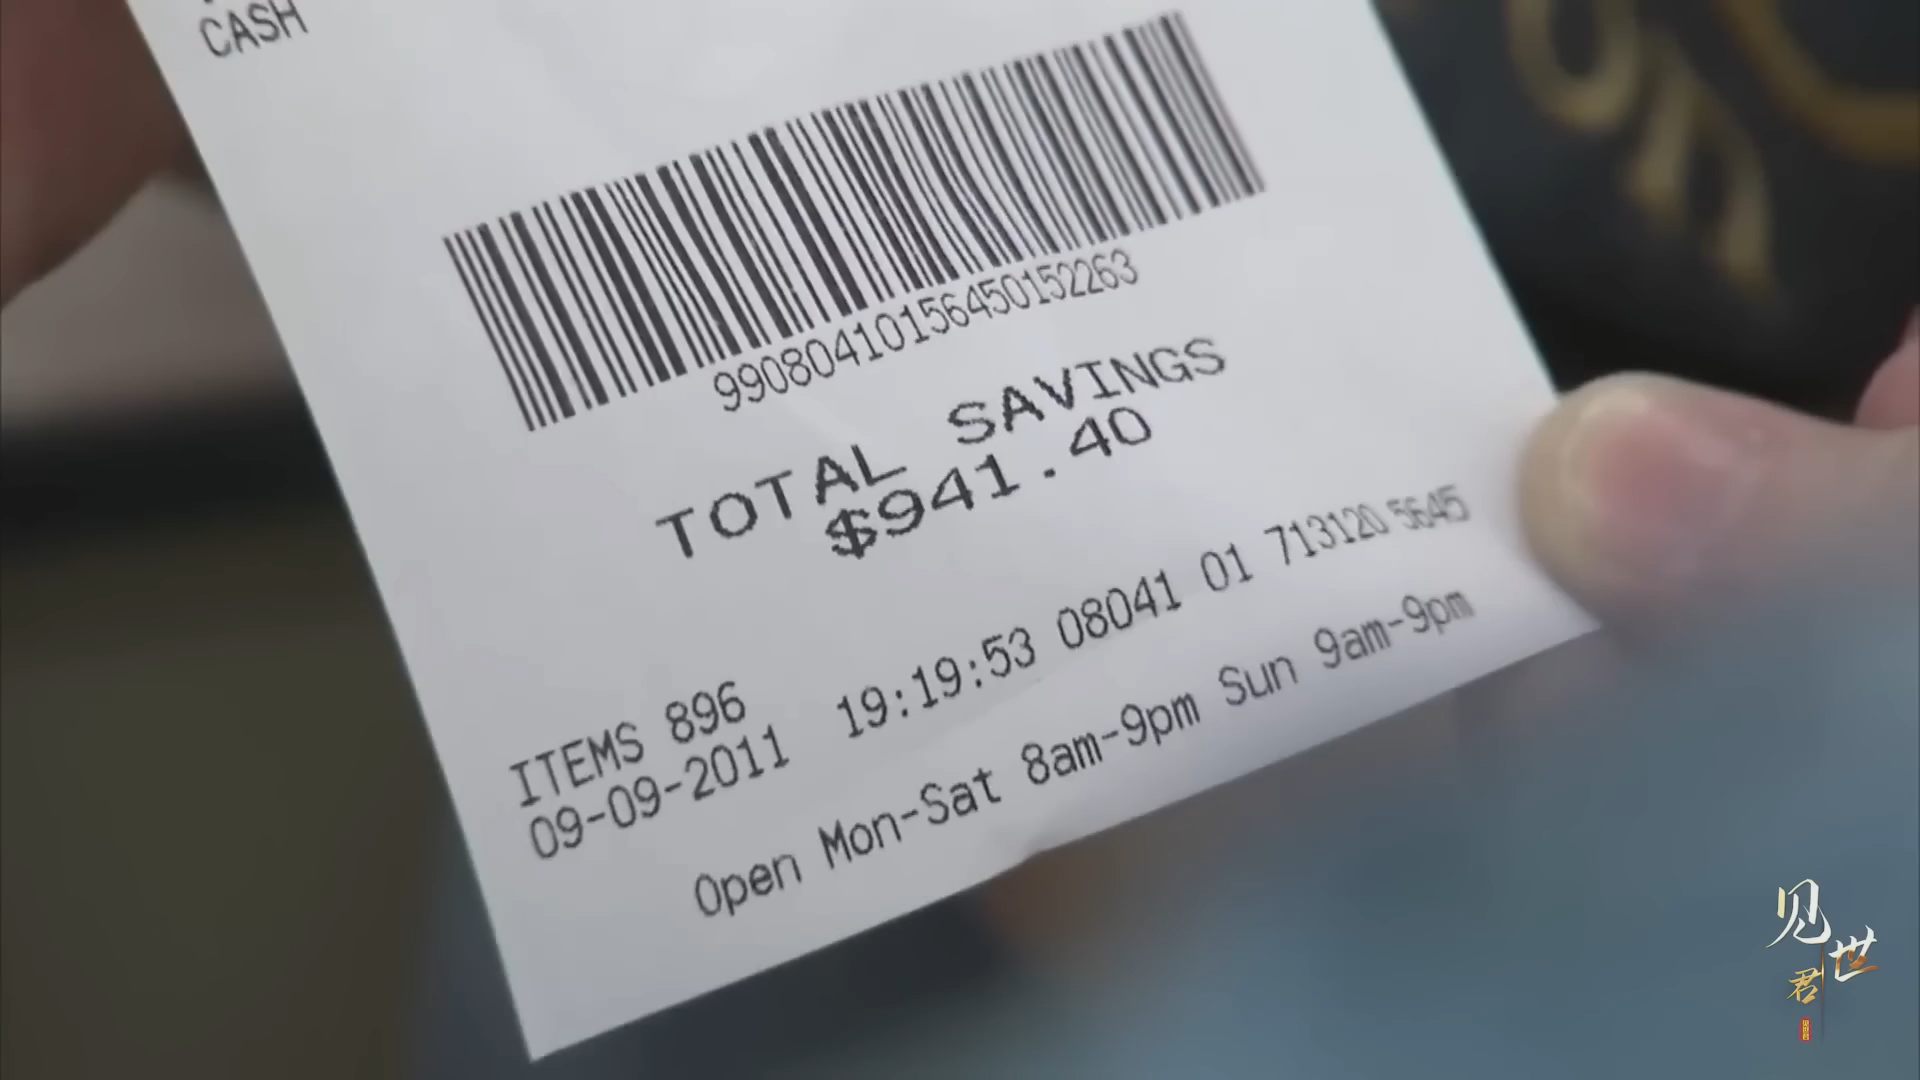 CASH
99080410156450152263
TOTAL SAVINGS
$941.40
ITEMS 896
09-09-2011 19:19:53 08041 01 713120 5645
Open Mon-Sat 8am-9pm Sun 9am-9pm
见世君